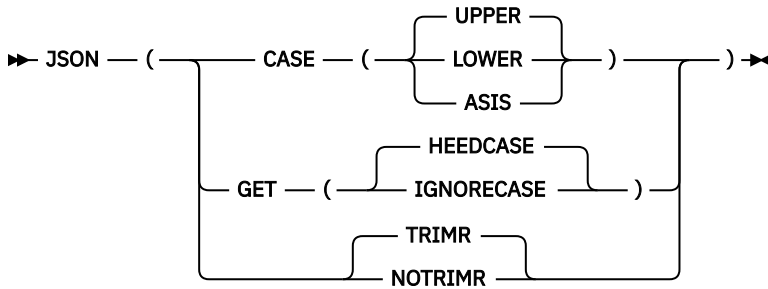 UPPER
JSON ( CASE ( LOWER ) )
ASIS
HEEDCASE
GET ( IGNORECASE )
TRIMR
NOTRIMR